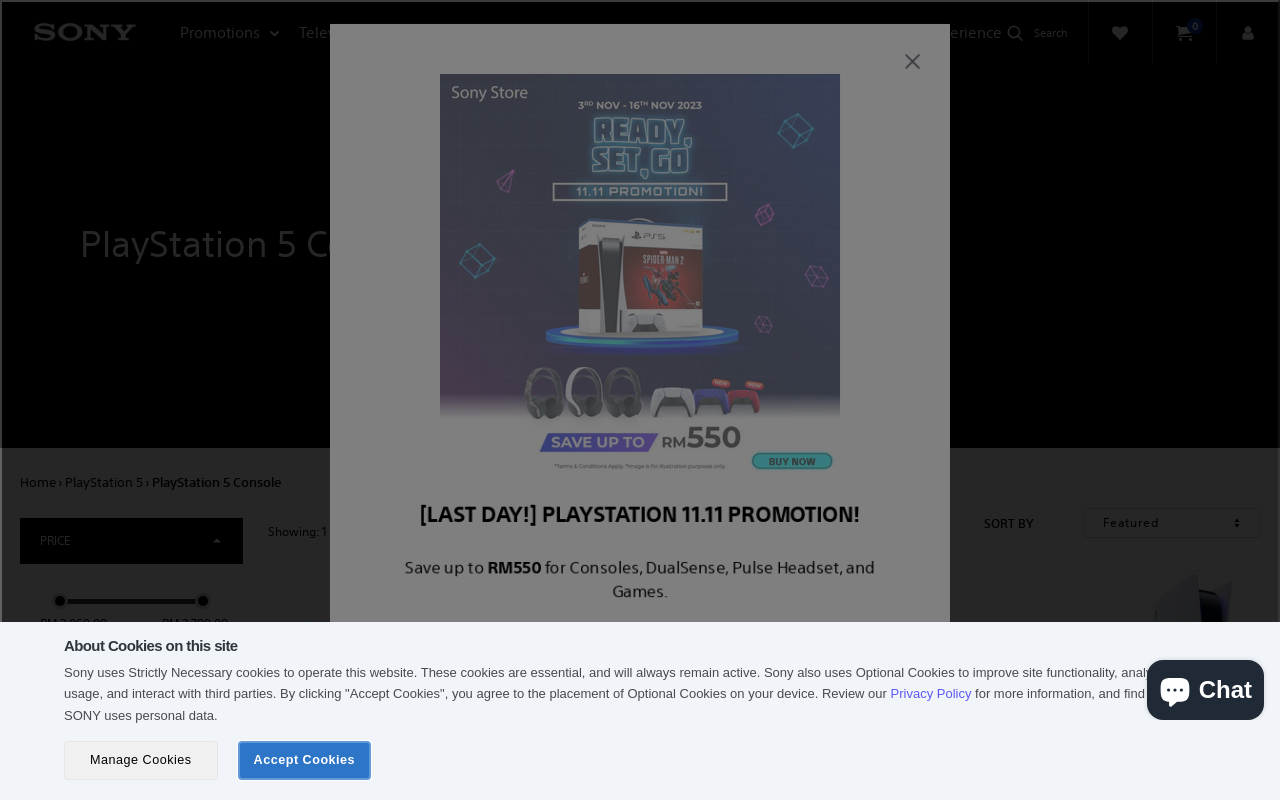 SONY
Promotions
Telev
erience
Search
0
PlayStation 5 Co
Sony Store
3RD NOV - 16TH NOV 2023
READY,
SET, GO
11.11 PROMOTION!
PS5
MARVEL
SPIDER-MAN 2
NEW NEW
SAVE UP TO RM550
*Terms & Conditions Apply. *Image is for illustration purposes only.
BUY NOW
[LAST DAY!] PLAYSTATION 11.11 PROMOTION!
Save up to RM550 for Consoles, DualSense, Pulse Headset, and
Games.
Home › PlayStation 5 › PlayStation 5 Console
PRICE
Showing: 1
SORT BY
Featured
About Cookies on this site
Sony uses Strictly Necessary cookies to operate this website. These cookies are essential, and will always remain active. Sony also uses Optional Cookies to improve site functionality, analy
usage, and interact with third parties. By clicking "Accept Cookies", you agree to the placement of Optional Cookies on your device. Review our Privacy Policy for more information, and find
SONY uses personal data.
Manage Cookies
Accept Cookies
Chat